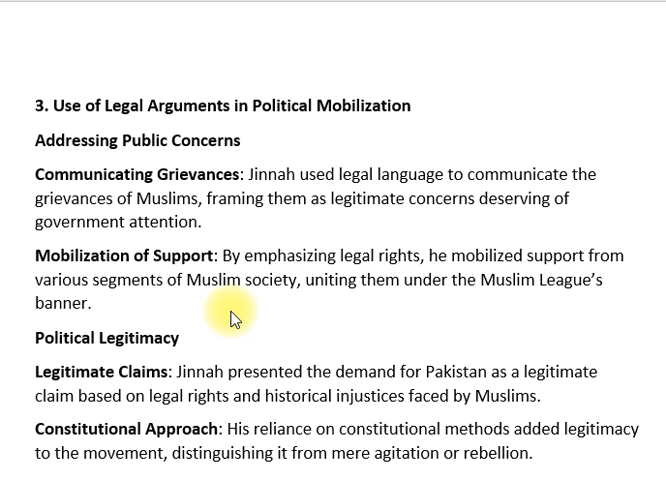 3. Use of Legal Arguments in Political Mobilization
Addressing Public Concerns
Communicating Grievances: Jinnah used legal language to communicate the
grievances of Muslims, framing them as legitimate concerns deserving of
government attention.
Mobilization of Support: By emphasizing legal rights, he mobilized support from
various segments of Muslim society, uniting them under the Muslim League’s
banner.
Political Legitimacy
Legitimate Claims: Jinnah presented the demand for Pakistan as a legitimate
claim based on legal rights and historical injustices faced by Muslims.
Constitutional Approach: His reliance on constitutional methods added legitimacy
to the movement, distinguishing it from mere agitation or rebellion.